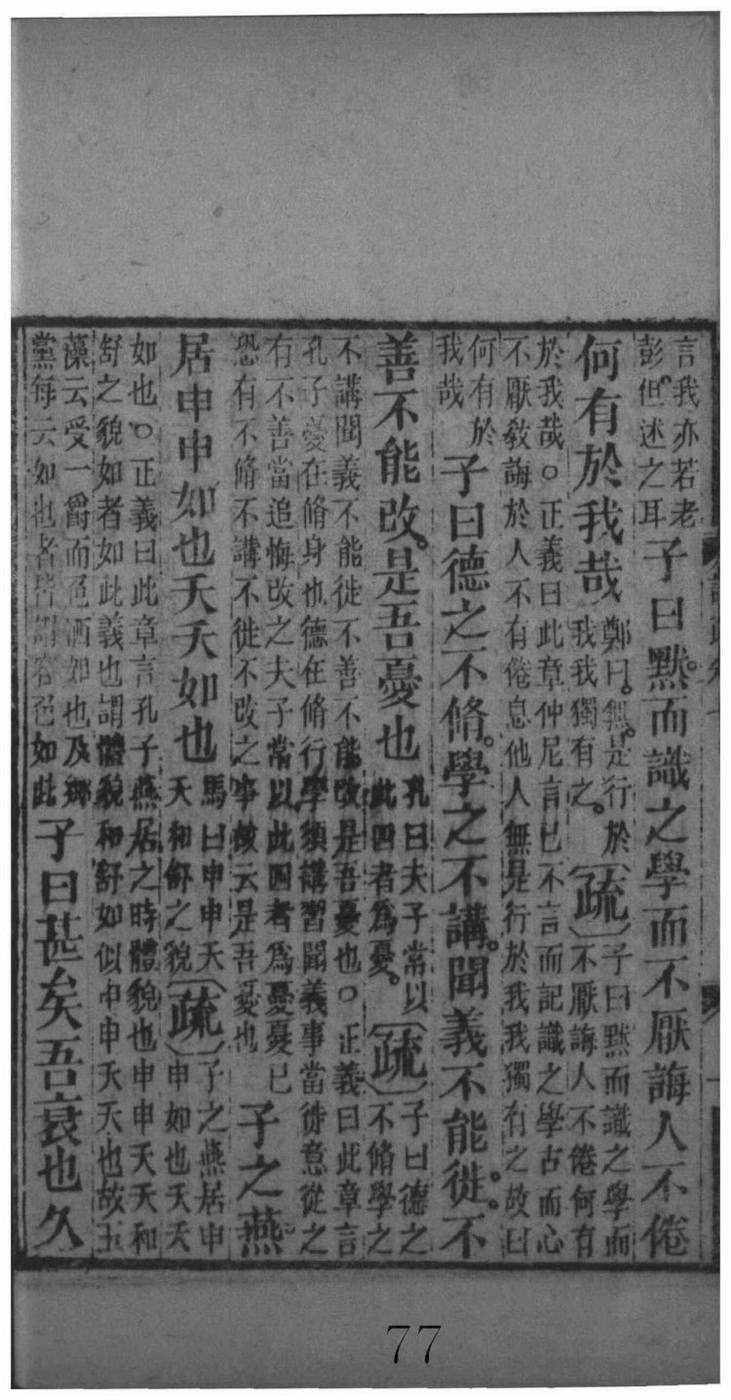 言我亦若老
彭但述之耳
子曰默而識之學而不厭誨人不倦
何有於我哉
鄭曰無是行於
我我獨有之
疏
子曰默而識之學而
不厭誨人不倦何有
於我哉○正義曰此章仲尼言已不言而記識之學古而心
不厭教誨於人不有倦息他人無是行於我我獨有之故曰
何有於
我哉
子曰德之不脩學之不講聞義不能徙不
善不能改是吾憂也
孔曰夫子常以
此四者為憂
疏
子曰德之
不脩學之
不講聞義不能徙不善不能改是吾憂也○正義曰此章言
孔子憂在脩身也德在脩行學須講習聞義事當徙意從之
有不善當追悔改之夫子常以此四者為憂憂已
恐有不脩不講不徙不改之事故云是吾憂也
子之燕
居申申如也夭夭如也
馬曰申申夭
夭和舒之貌
疏
子之燕居申
申如也夭夭
如也○正義曰此章言孔子燕居之時體貌也申申夭夭和
舒之貌如者如此義也謂體貌和舒如似申申夭夭也故玉
藻云受一爵而色洒如也及鄉
黨每云如也者皆謂容色如此
子曰甚矣吾衰也久
77